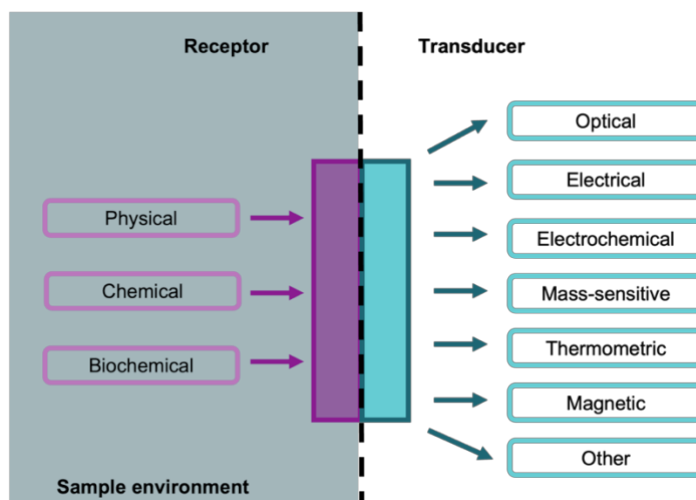 Receptor
Transducer
Physical
Chemical
Biochemical
Optical
Electrical
Electrochemical
Mass-sensitive
Thermometric
Magnetic
Other
Sample environment